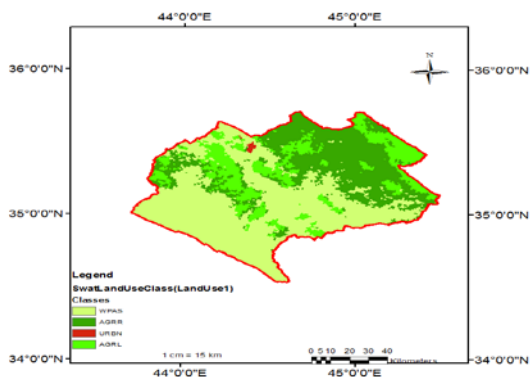 44°0'0"E 45°0'0"E
N
36°0'0"N 36°0'0"N
35°0'0"N 35°0'0"N
Legend
SwatLandUseClass(LandUse1)
Classes
WPAS
AGRR
URBN
AGRL
1 cm = 15 km
0 5 10 20 30 40
Kilometers
34°0'0"N 34°0'0"N
44°0'0"E 45°0'0"E